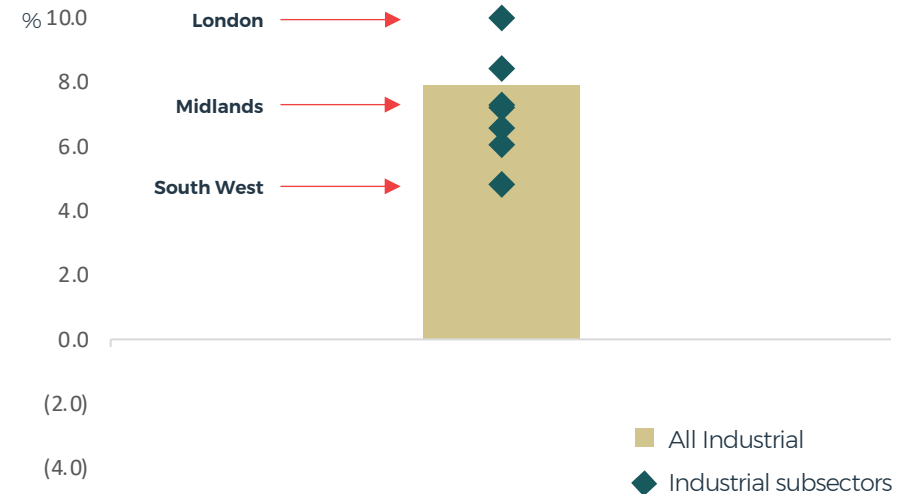 % 10.0
London
8.0
Midlands
6.0
South West
4.0
2.0
0.0
(2.0)
All Industrial
(4.0)
Industrial subsectors